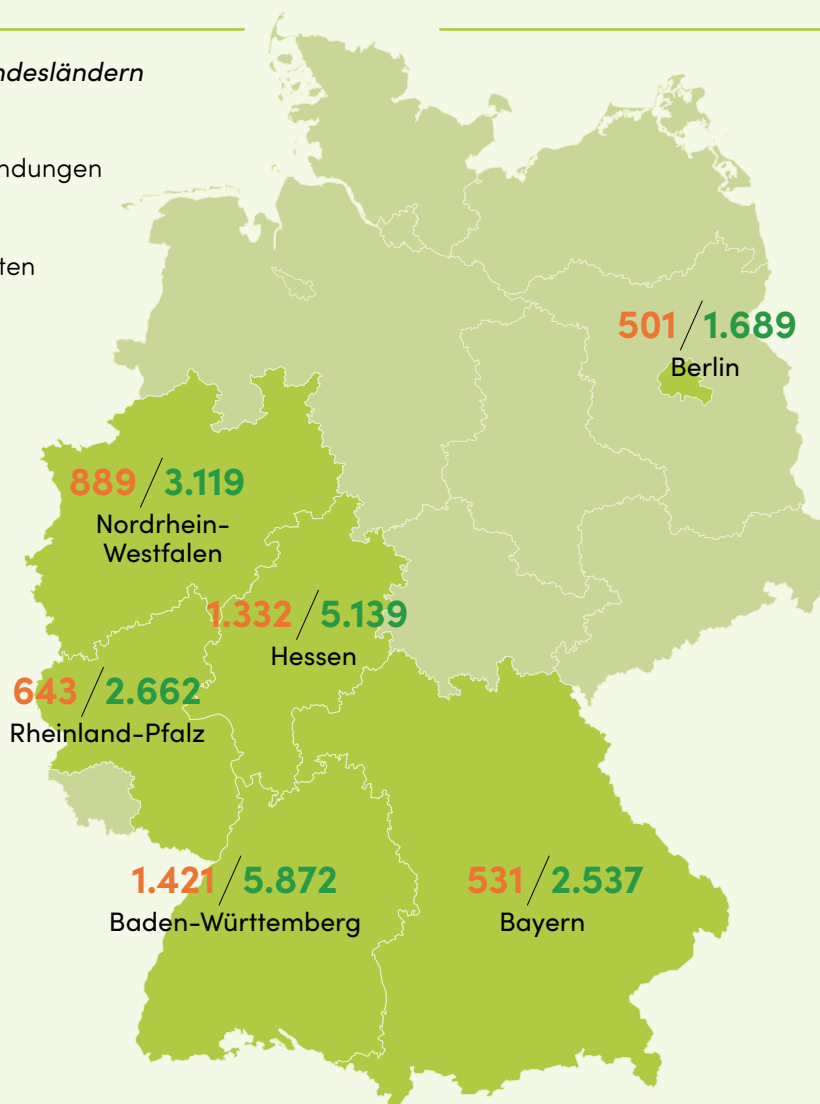 ndesländern
ndungen
ten
501/1.689
Berlin
889/3.119
Nordrhein-
Westfalen
1.332/5.139
Hessen
643/2.662
Rheinland-Pfalz
1.421/5.872
Baden-Württemberg
531/2.537
Bayern